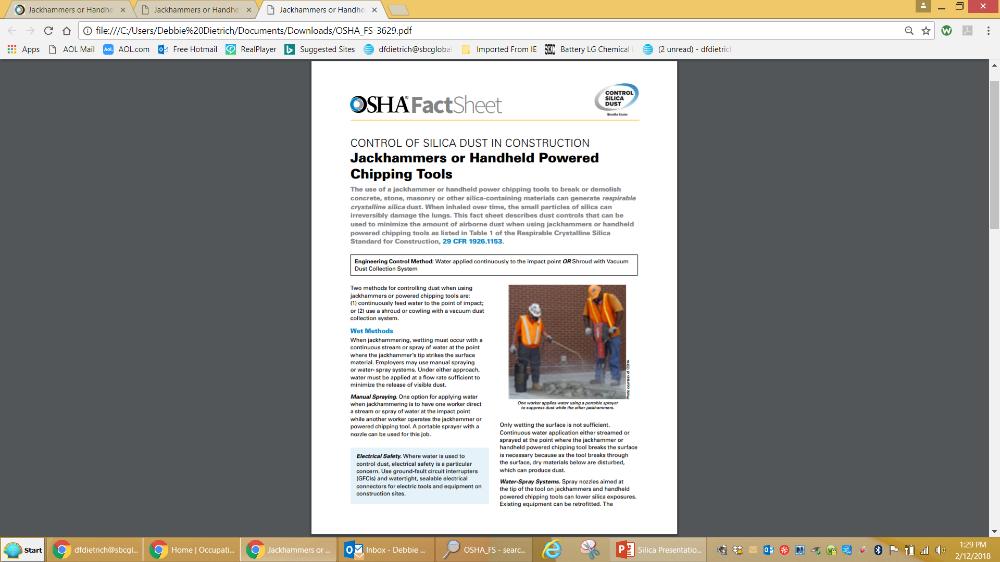 Jackhammers or Handhe
Jackhammers or Handhe
Jackhammers or Handhe
file:///C:/Users/Debbie%20Dietrich/Documents/Downloads/OSHA_FS-3629.pdf
Apps
AOL Mail
Aol.
AOL.com
Free Hotmail
RealPlayer
Suggested Sites
dfdietrich@sbcglobal
Imported From IE
SKC
Battery LG Chemical
(2 unread) - dfdietrich
OSHA® FactSheet
CONTROL
SILICA
DUST
Breathe Easier
CONTROL OF SILICA DUST IN CONSTRUCTION
Jackhammers or Handheld Powered
Chipping Tools
The use of a jackhammer or handheld power chipping tools to break or demolish
concrete, stone, masonry or other silica-containing materials can generate respirable
crystalline silica dust. When inhaled over time, the small particles of silica can
irreversibly damage the lungs. This fact sheet describes dust controls that can be
used to minimize the amount of airborne dust when using jackhammers or handheld
powered chipping tools as listed in Table 1 of the Respirable Crystalline Silica
Standard for Construction, 29 CFR 1926.1153.
Engineering Control Method: Water applied continuously to the impact point OR Shroud with Vacuum
Dust Collection System
Two methods for controlling dust when using
jackhammers or powered chipping tools are:
(1) continuously feed water to the point of impact;
or (2) use a shroud or cowling with a vacuum dust
collection system.
Wet Methods
When jackhammering, wetting must occur with a
continuous stream or spray of water at the point
where the jackhammer's tip strikes the surface
material. Employers may use manual spraying
or water- spray systems. Under either approach,
water must be applied at a flow rate sufficient to
minimize the release of visible dust.
Manual Spraying. One option for applying water
when jackhammering is to have one worker direct
a stream or spray of water at the impact point
while another worker operates the jackhammer or
powered chipping tool. A portable sprayer with a
nozzle can be used for this job.
Electrical Safety. Where water is used to
control dust, electrical safety is a particular
concern. Use ground-fault circuit interrupters
(GFCIs) and watertight, sealable electrical
connectors for electric tools and equipment on
construction sites.
Photo courtesy of OSHA
One worker applies water using a portable sprayer
to suppress dust while the other jackhammers.
Only wetting the surface is not sufficient.
Continuous water application either streamed or
sprayed at the point where the jackhammer or
handheld powered chipping tool breaks the surface
is necessary because as the tool breaks through
the surface, dry materials below are disturbed,
which can produce dust.
Water-Spray Systems. Spray nozzles aimed at
the tip of the tool on jackhammers and handheld
powered chipping tools can lower silica exposures.
Existing equipment can be retrofitted. The
Start
dfdietrich@sbcgl...
Home | Occupati...
Jackhammers or ...
Inbox - Debbie ...
OSHA_FS - searc...
Silica Presentatio...
1:29 PM
2/12/2018